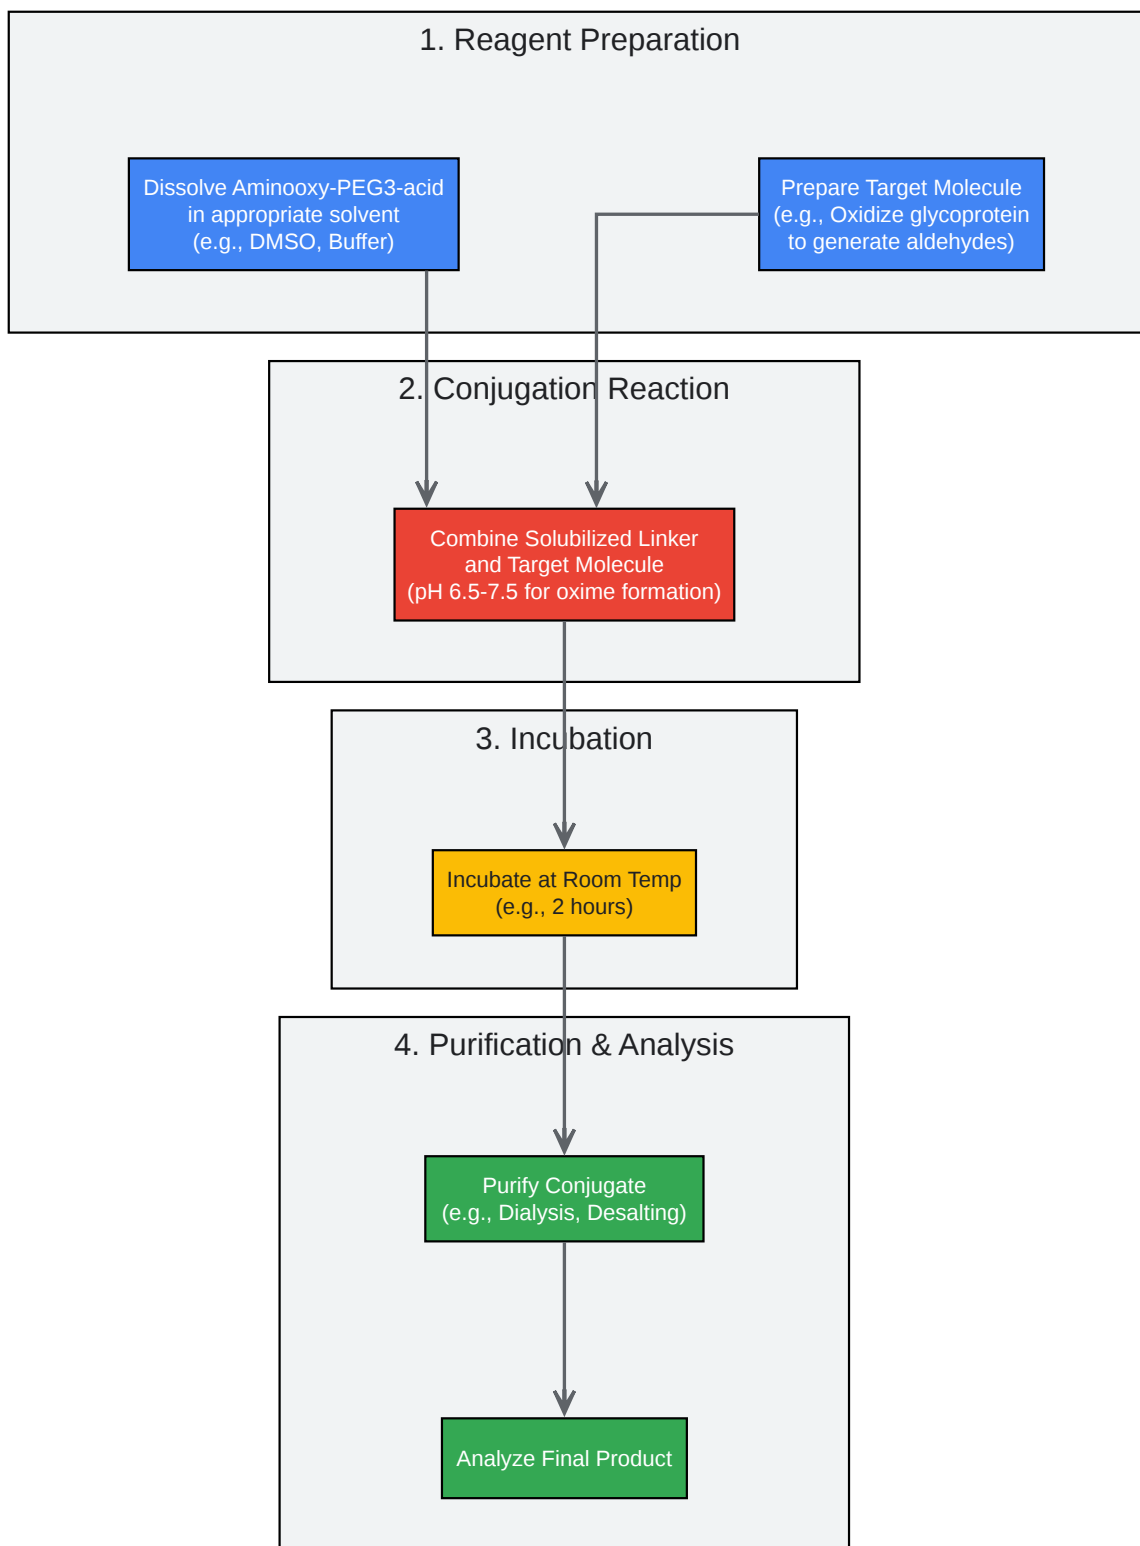 1. Reagent Preparation
Dissolve Aminooxy-PEG3-acid
in appropriate solvent
(e.g., DMSO, Buffer)
Prepare Target Molecule
(e.g., Oxidize glycoprotein
to generate aldehydes)
2. Conjugation Reaction
Combine Solubilized Linker
and Target Molecule
(pH 6.5-7.5 for oxime formation)
3. Incubation
Incubate at Room Temp
(e.g., 2 hours)
4. Purification & Analysis
Purify Conjugate
(e.g., Dialysis, Desalting)
Analyze Final Product